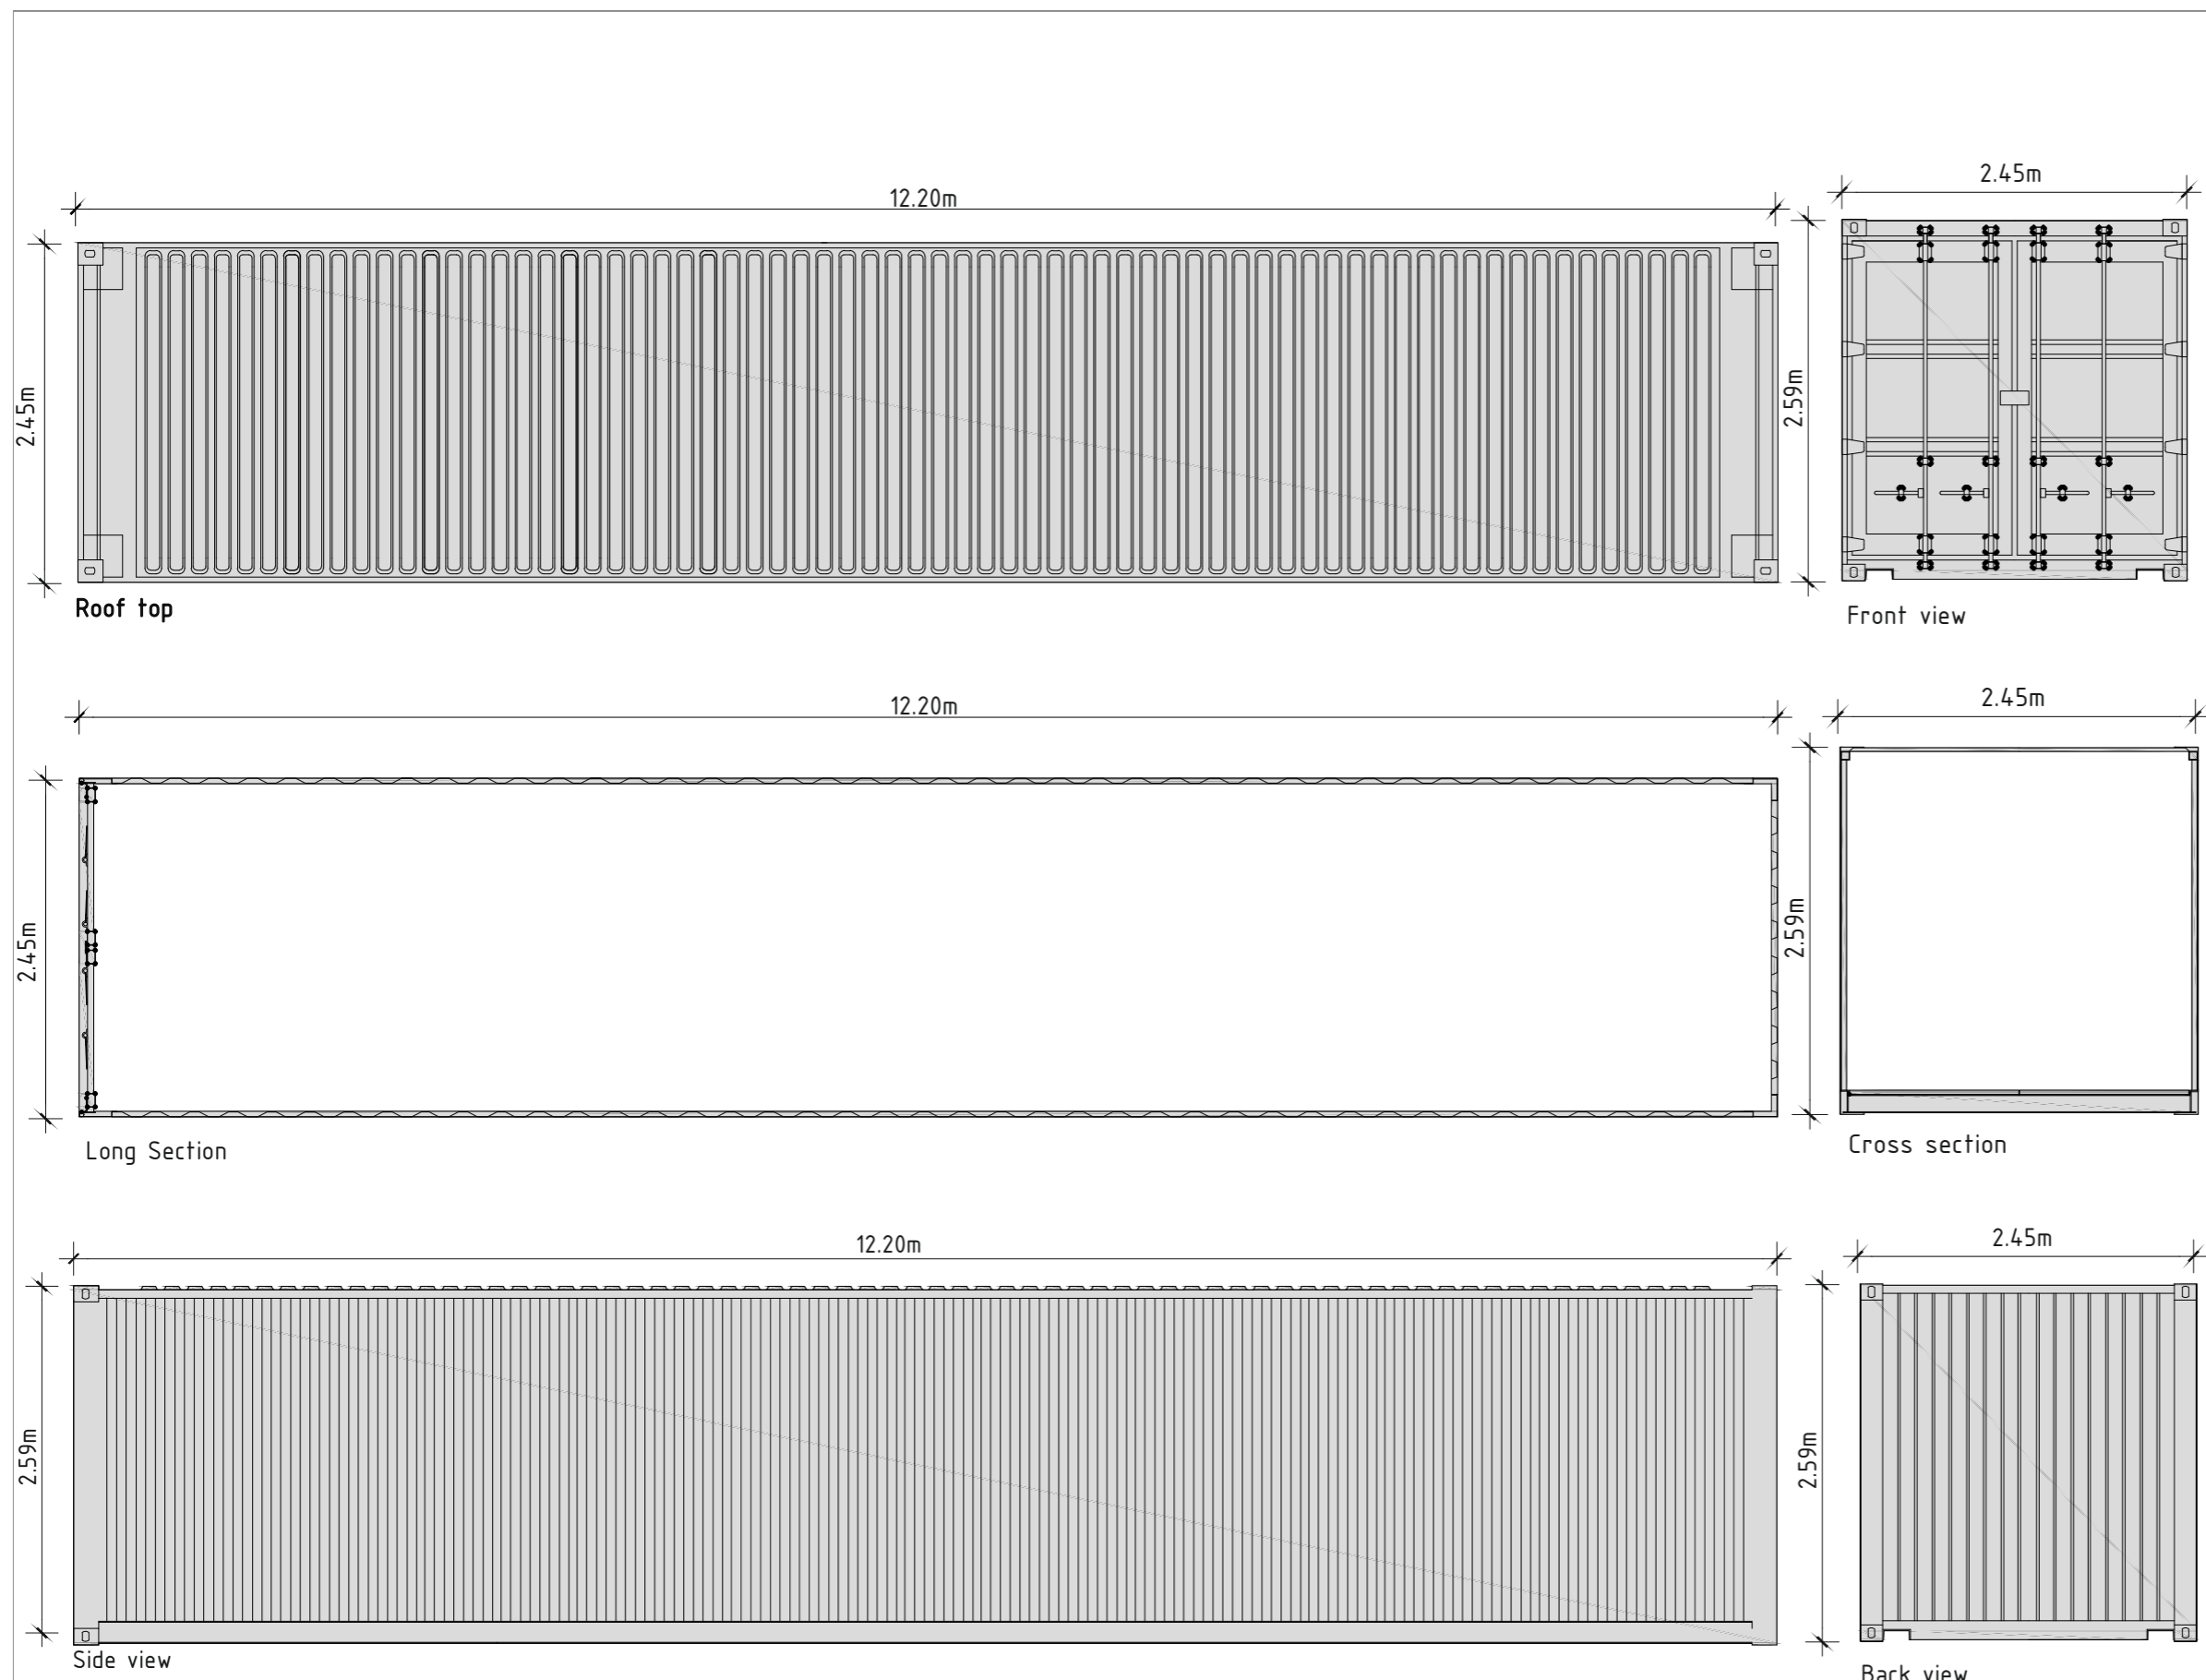 12.20m
2.45m
2.45m
2.59m
Roof top
Front view
12.20m
2.45m
2.45m
2.59m
Long Section
Cross section
12.20m
2.45m
2.59m
2.59m
Side view
Back view